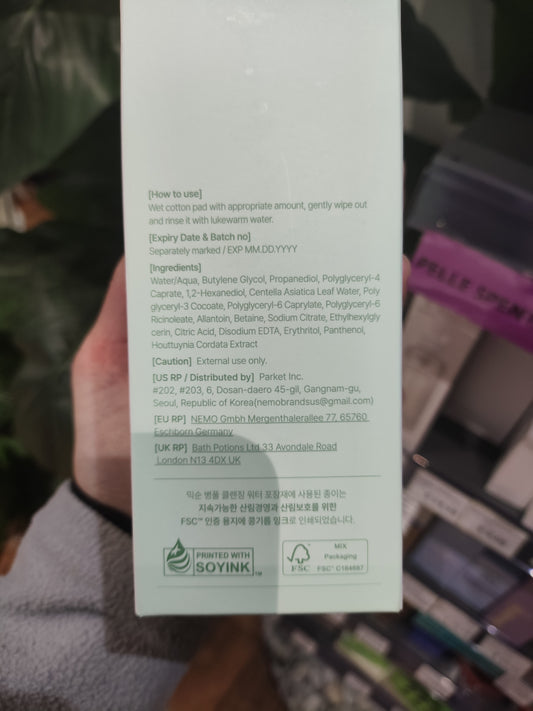 [How to use]
Wet cotton pad with appropriate amount, gently wipe out
and rinse it with lukewarm water.
[Expiry Date & Batch no]
Separately marked / EXP MM.DD.YYYY
[Ingredients]
Water/Aqua, Butylene Glycol, Propanediol, Polyglyceryl-4
Caprate, 1,2-Hexanediol, Centella Asiatica Leaf Water, Poly
glyceryl-3 Cocoate, Polyglyceryl-6 Caprylate, Polyglyceryl-6
Ricinoleate, Allantoin, Betaine, Sodium Citrate, Ethylhexylgly
cerin, Citric Acid, Disodium EDTA, Erythritol, Panthenol,
Houttuynia Cordata Extract
[Caution] External use only.
[US RP / Distributed by] Parket Inc.
#202, #203, 6, Dosan-daero 45-gil, Gangnam-gu,
Seoul, Republic of Korea(nemobrandsus@gmail.com)
[EU RP] NEMO Gmbh Mergenthalerallee 77, 65760
Eschborn Germany
[UK RP] Bath Potions Ltd 33 Avondale Road
London N13 4DX UK
믹순 병풀 클렌징 워터 포장재에 사용된 종이는
지속가능한 산림경영과 산림보호를 위한
FSC™ 인증 용지에 콩기름 잉크로 인쇄되었습니다.
PRINTED WITH
SOYINK™
FSC
MIX
Packaging
FSC® C184687
PELLE SPEN